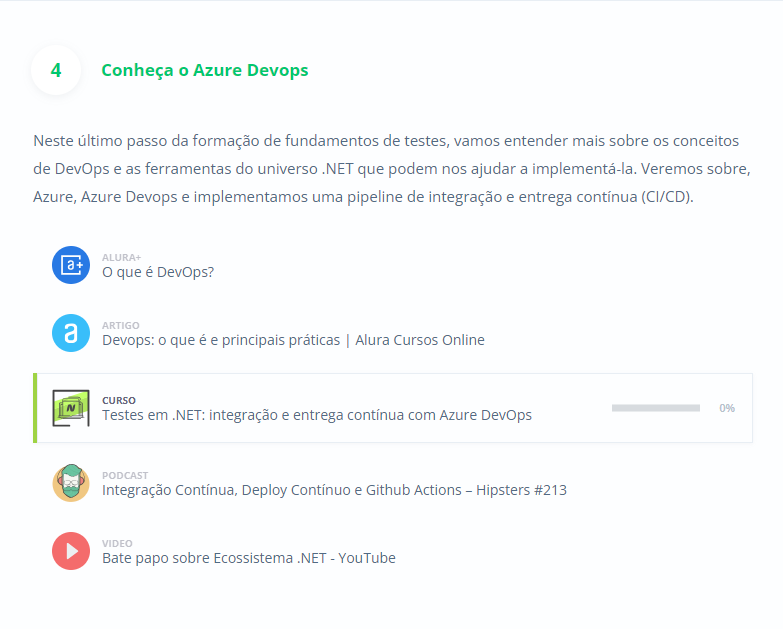 4
Conheça o Azure Devops
Neste último passo da formação de fundamentos de testes, vamos entender mais sobre os conceitos
de DevOps e as ferramentas do universo .NET que podem nos ajudar a implementá-la. Veremos sobre,
Azure, Azure Devops e implementamos uma pipeline de integração e entrega contínua (CI/CD).
a+
ALURA+
O que é DevOps?
a
ARTIGO
Devops: o que é e principais práticas | Alura Cursos Online
N
CURSO
Testes em .NET: integração e entrega contínua com Azure DevOps
0%
PODCAST
Integração Contínua, Deploy Contínuo e Github Actions – Hipsters #213
VIDEO
Bate papo sobre Ecossistema .NET - YouTube